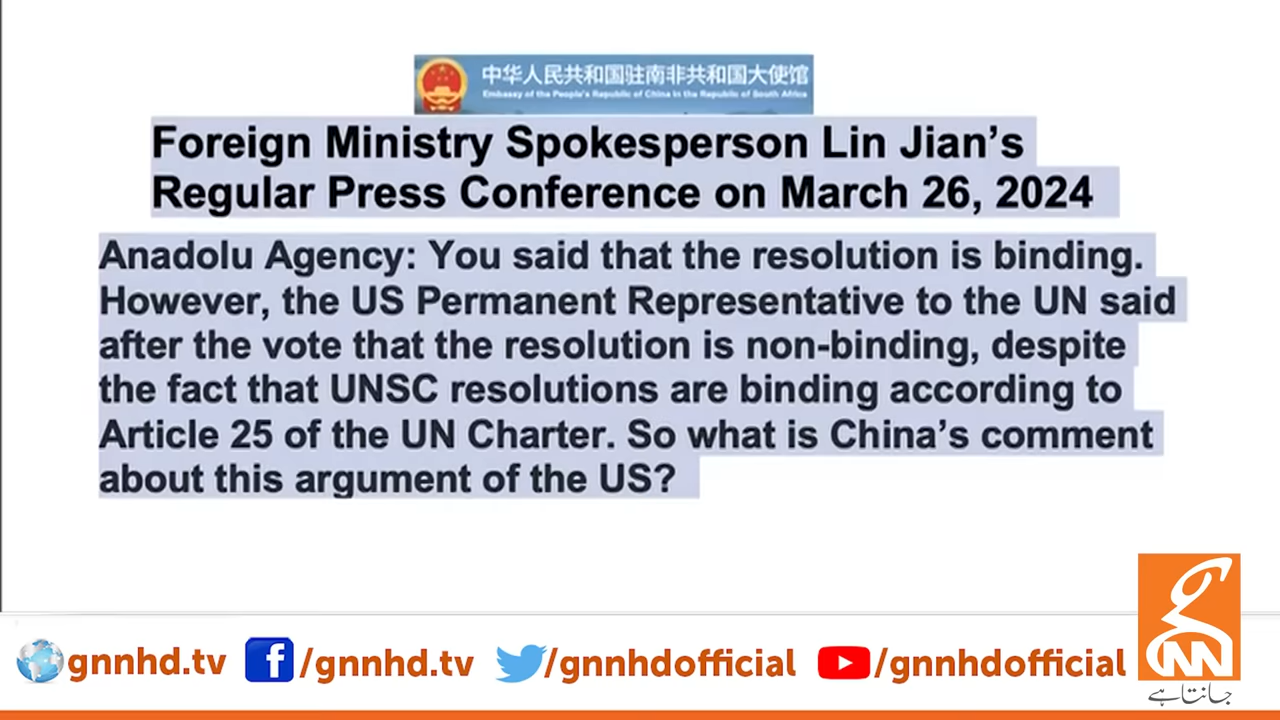 中华人民共和国驻南非共和国大使馆
Embassy of the People's Republic of China in the Republic of South Africa
Foreign Ministry Spokesperson Lin Jian’s
Regular Press Conference on March 26, 2024
Anadolu Agency: You said that the resolution is binding.
However, the US Permanent Representative to the UN said
after the vote that the resolution is non-binding, despite
the fact that UNSC resolutions are binding according to
Article 25 of the UN Charter. So what is China’s comment
about this argument of the US?
gnnhd.tv /gnnhd.tv /gnnhdofficial /gnnhdofficial
GNN
جانتا ہے